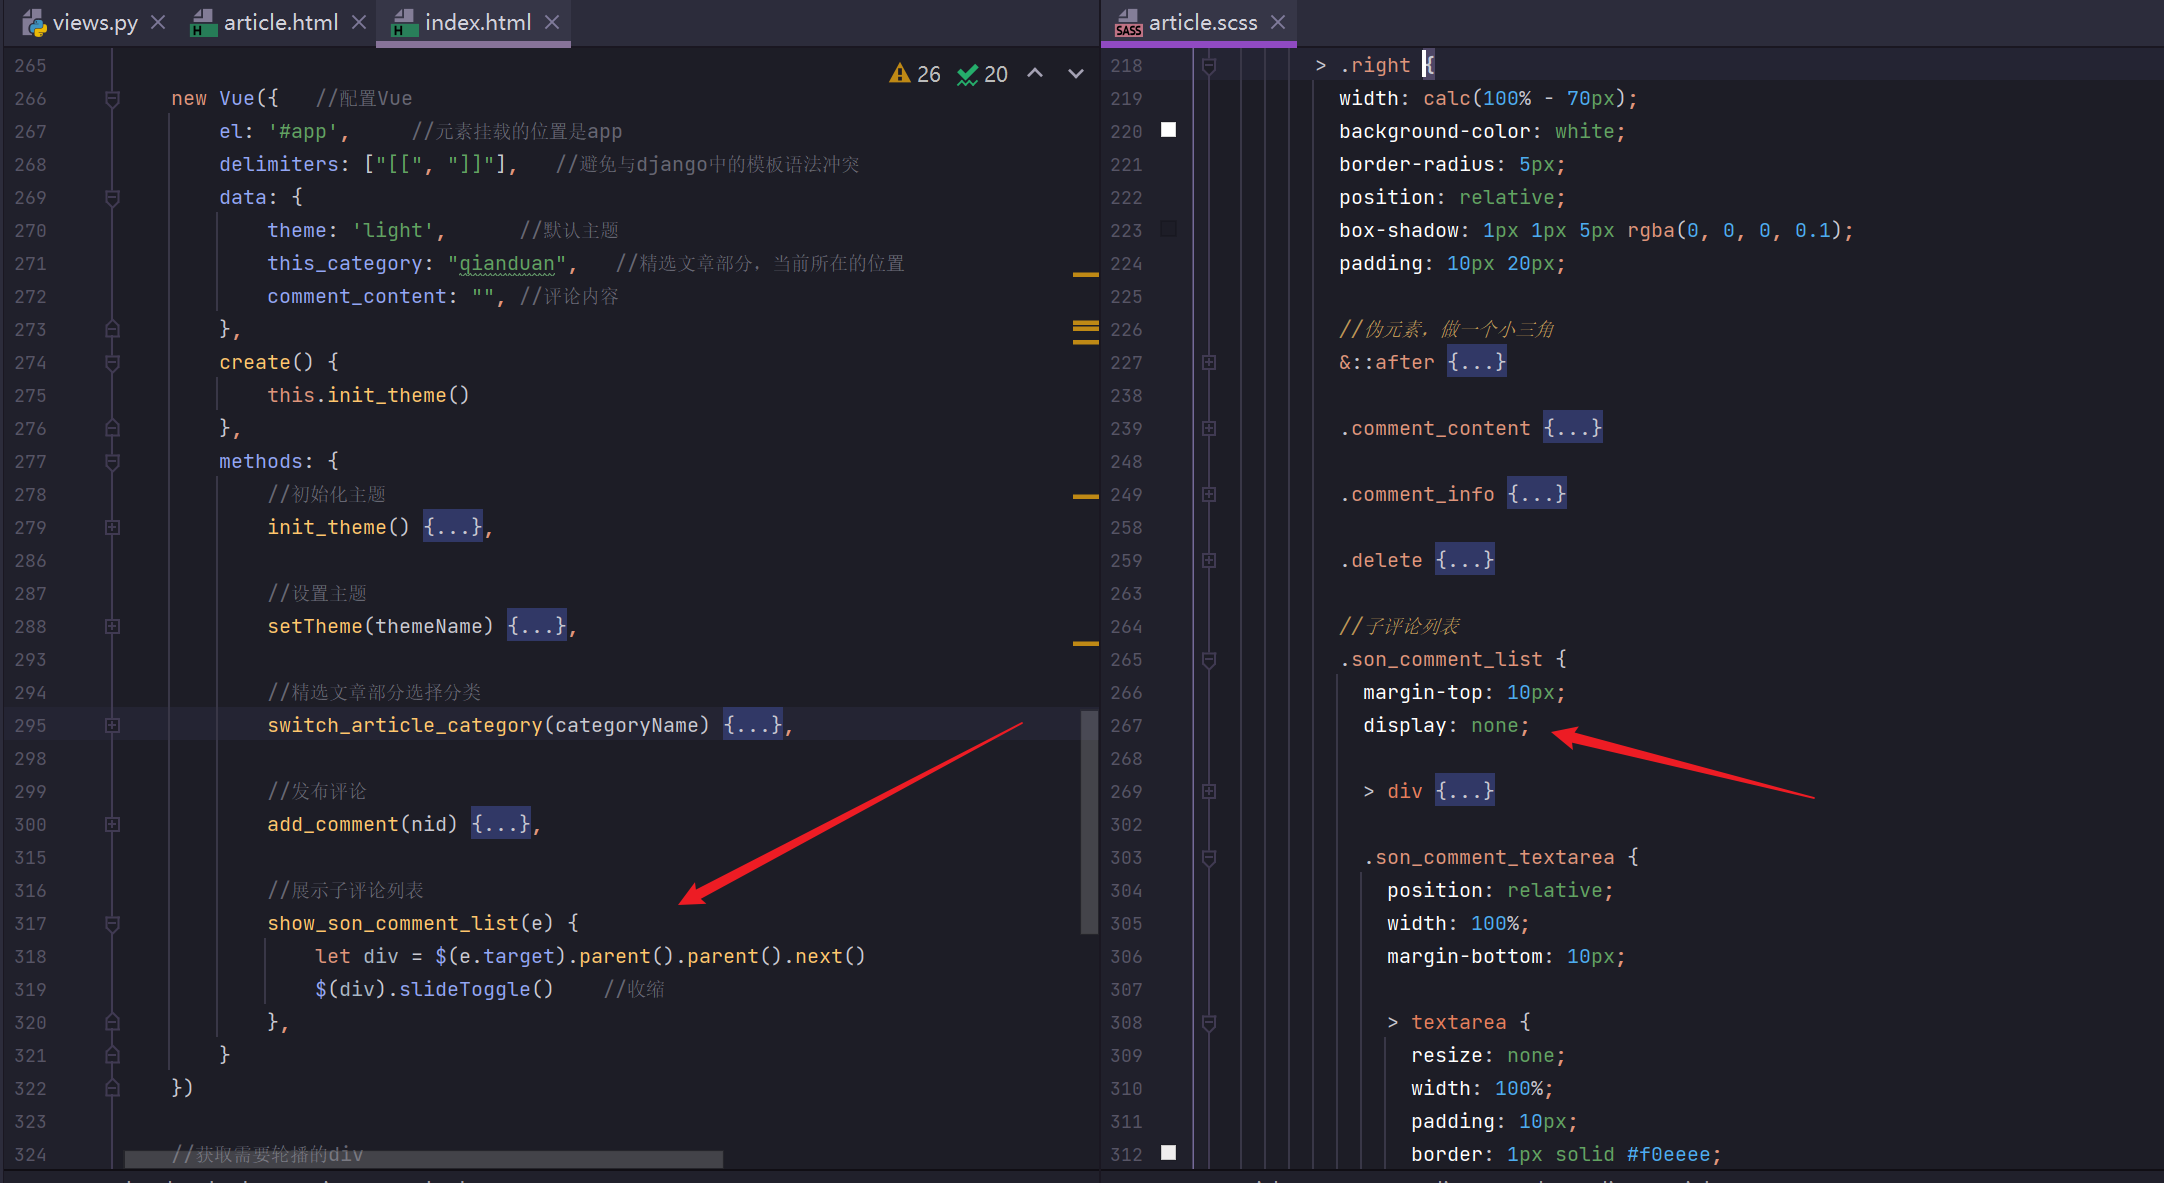 views.py
article.html
index.html
article.scss
26
20
265
266 new Vue({   //配置Vue
267 el: '#app',     //元素挂载的位置是app
268 delimiters: ["[[", "]]"],   //避免与django中的模板语法冲突
269 data: {
270 theme: 'light',      //默认主题
271 this_category: "qianduan",   //精选文章部分，当前所在的位置
272 comment_content: "", //评论内容
273 },
274 create() {
275 this.init_theme()
276 },
277 methods: {
278 //初始化主题
279 init_theme() {...},
286
287 //设置主题
288 setTheme(themeName) {...},
293
294 //精选文章部分选择分类
295 switch_article_category(categoryName) {...},
298
299 //发布评论
300 add_comment(nid) {...},
315
316 //展示子评论列表
317 show_son_comment_list(e) {
318 let div = $(e.target).parent().parent().next()
319 $(div).slideToggle()    //收缩
320 },
321 }
322 })
323
324 //获取需要轮播的div
218 > .right {
219 width: calc(100% - 70px);
220 background-color: white;
221 border-radius: 5px;
222 position: relative;
223 box-shadow: 1px 1px 5px rgba(0, 0, 0, 0.1);
224 padding: 10px 20px;
225
226 //伪元素，做一个小三角
227 &::after {...}
238
239 .comment_content {...}
248
249 .comment_info {...}
258
259 .delete {...}
263
264 //子评论列表
265 .son_comment_list {
266 margin-top: 10px;
267 display: none;
268
269 > div {...}
302
303 .son_comment_textarea {
304 position: relative;
305 width: 100%;
306 margin-bottom: 10px;
307
308 > textarea {
309 resize: none;
310 width: 100%;
311 padding: 10px;
312 border: 1px solid #f0eeee;